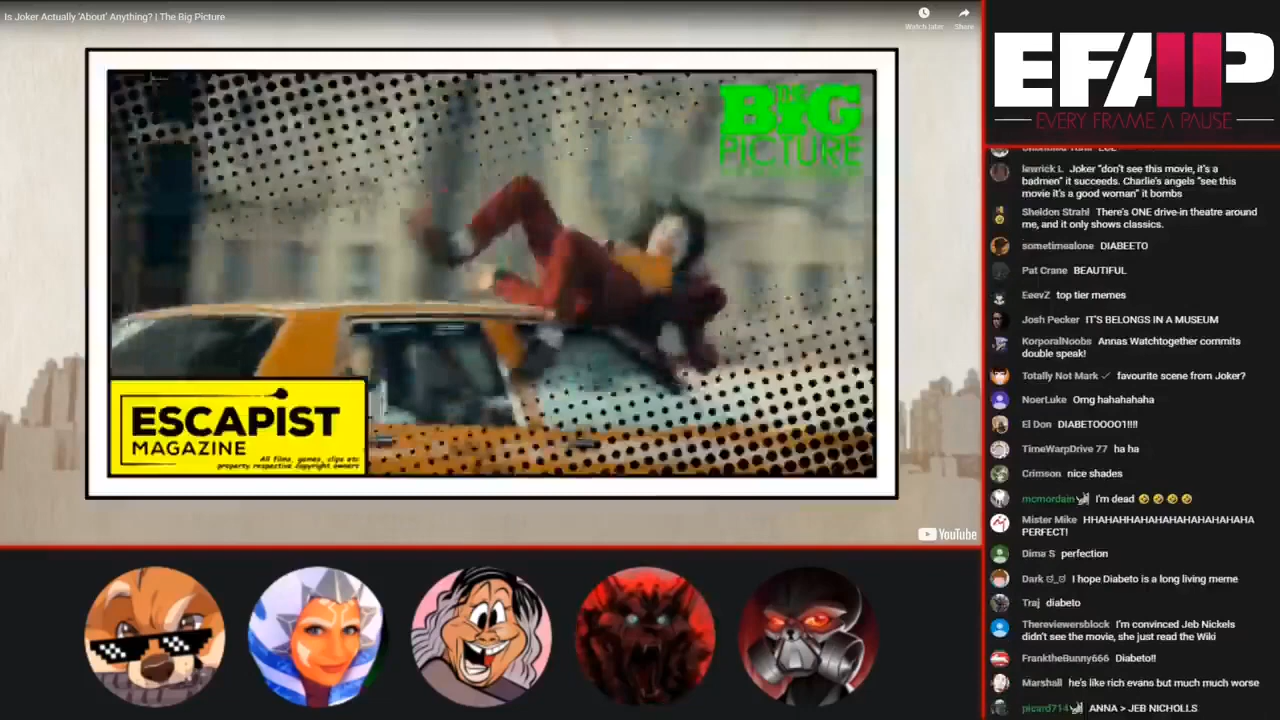 Is Joker Actually 'About' Anything? | The Big Picture
Watch later
Share
THE
BIG
PICTURE
ESCAPIST
MAGAZINE
All films, games, clips etc
property respective copyright owners
YouTube
EFAP
EVERY FRAME A PAUSE
lewrick L Joker "don't see this movie, it's a
badmen" it succeeds. Charlie's angels "see this
movie it's a good woman" it bombs
Sheldon Strahl There's ONE drive-in theatre around
me, and it only shows classics.
sometimealone DIABEETO
Pat Crane BEAUTIFUL
EeevZ top tier memes
Josh Pecker IT'S BELONGS IN A MUSEUM
KorporalNoobs Annas Watchtogether commits
double speak!
Totally Not Mark ✓ favourite scene from Joker?
NoerLuke Omg hahahahaha
El Don DIABETOOOO1!!!!
TimeWarpDrive 77 ha ha
Crimson nice shades
mcmordain I'm dead 🤣 🤣 🤣 🤣
Mister Mike HHAHAHHAHAHAHAHAHAHAHA
PERFECT!
Dima S perfection
Dark ಠ_ಠ I hope Diabeto is a long living meme
Traj diabeto
Thereviewersblock I'm convinced Jeb Nickels
didn't see the movie, she just read the Wiki
FranktheBunny666 Diabeto!!
Marshall he's like rich evans but much much worse
picard714 ANNA > JEB NICHOLLS